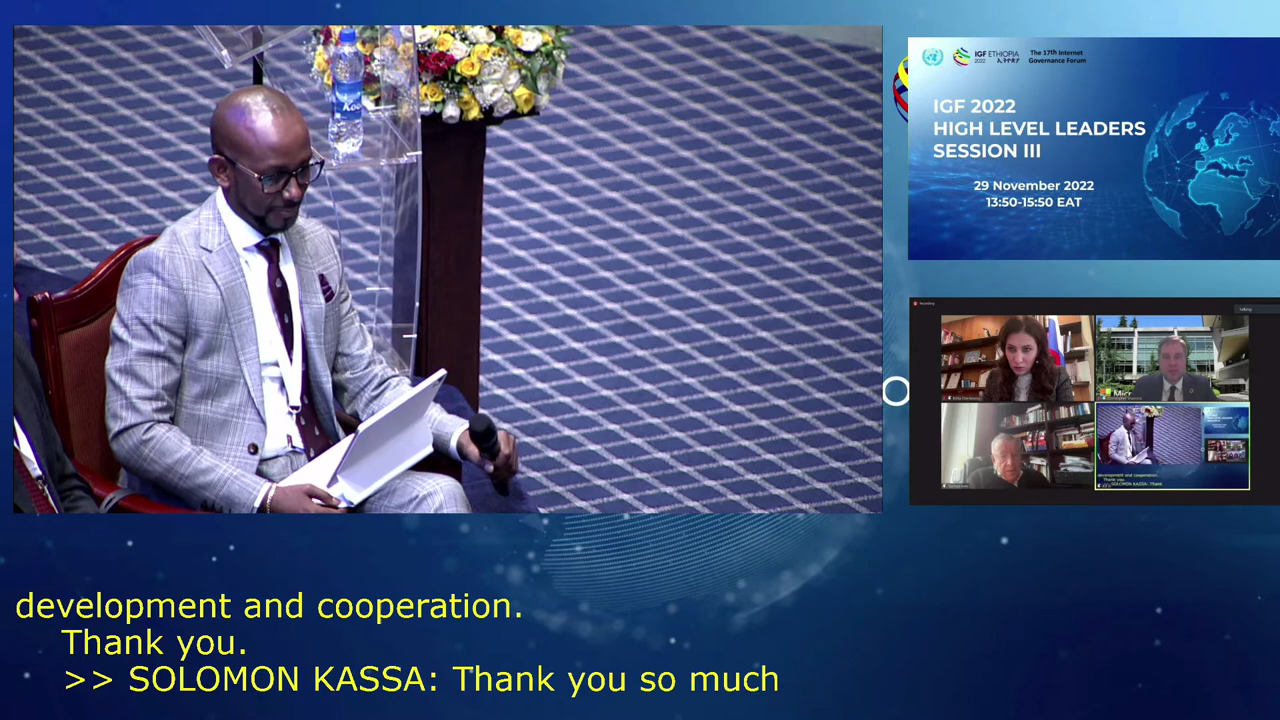 IGF ETHIOPIA
2022 ኢትዮጵያ
The 17th Internet
Governance Forum
IGF 2022
HIGH LEVEL LEADERS
SESSION III
29 November 2022
13:50-15:50 EAT
development and cooperation.
Thank you.
>> SOLOMON KASSA: Thank you so much